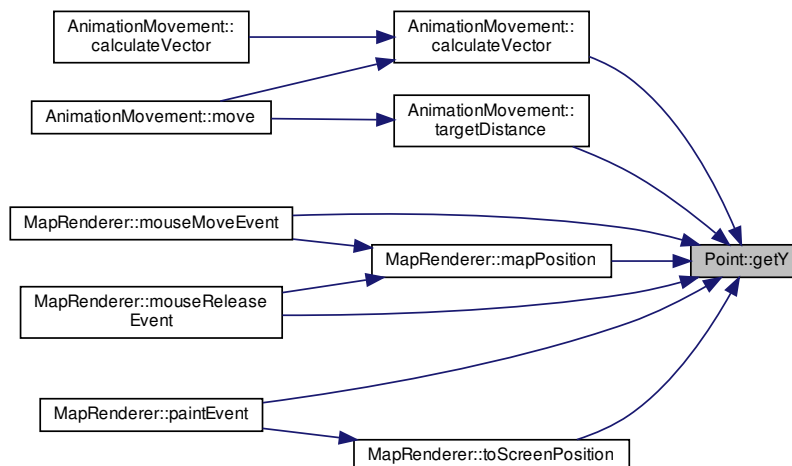 AnimationMovement::
calculateVector
AnimationMovement::
calculateVector
AnimationMovement::move
AnimationMovement::
targetDistance
MapRenderer::mouseMoveEvent
MapRenderer::mapPosition
Point::getY
MapRenderer::mouseRelease
Event
MapRenderer::paintEvent
MapRenderer::toScreenPosition